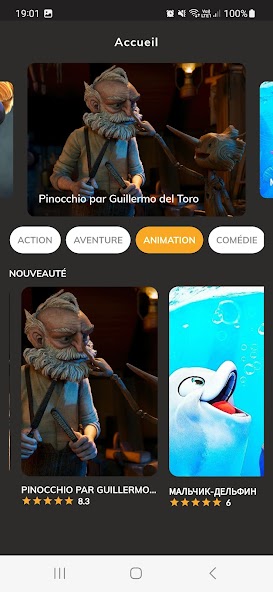 19:01
100%
Accueil
Pinocchio par Guillermo del Toro
ACTION
AVENTURE
ANIMATION
COMÉDIE
NOUVEAUTÉ
PINOCCHIO PAR GUILLERMO...
8.3
МАЛЬЧИК-ДЕЛЬФИН
6